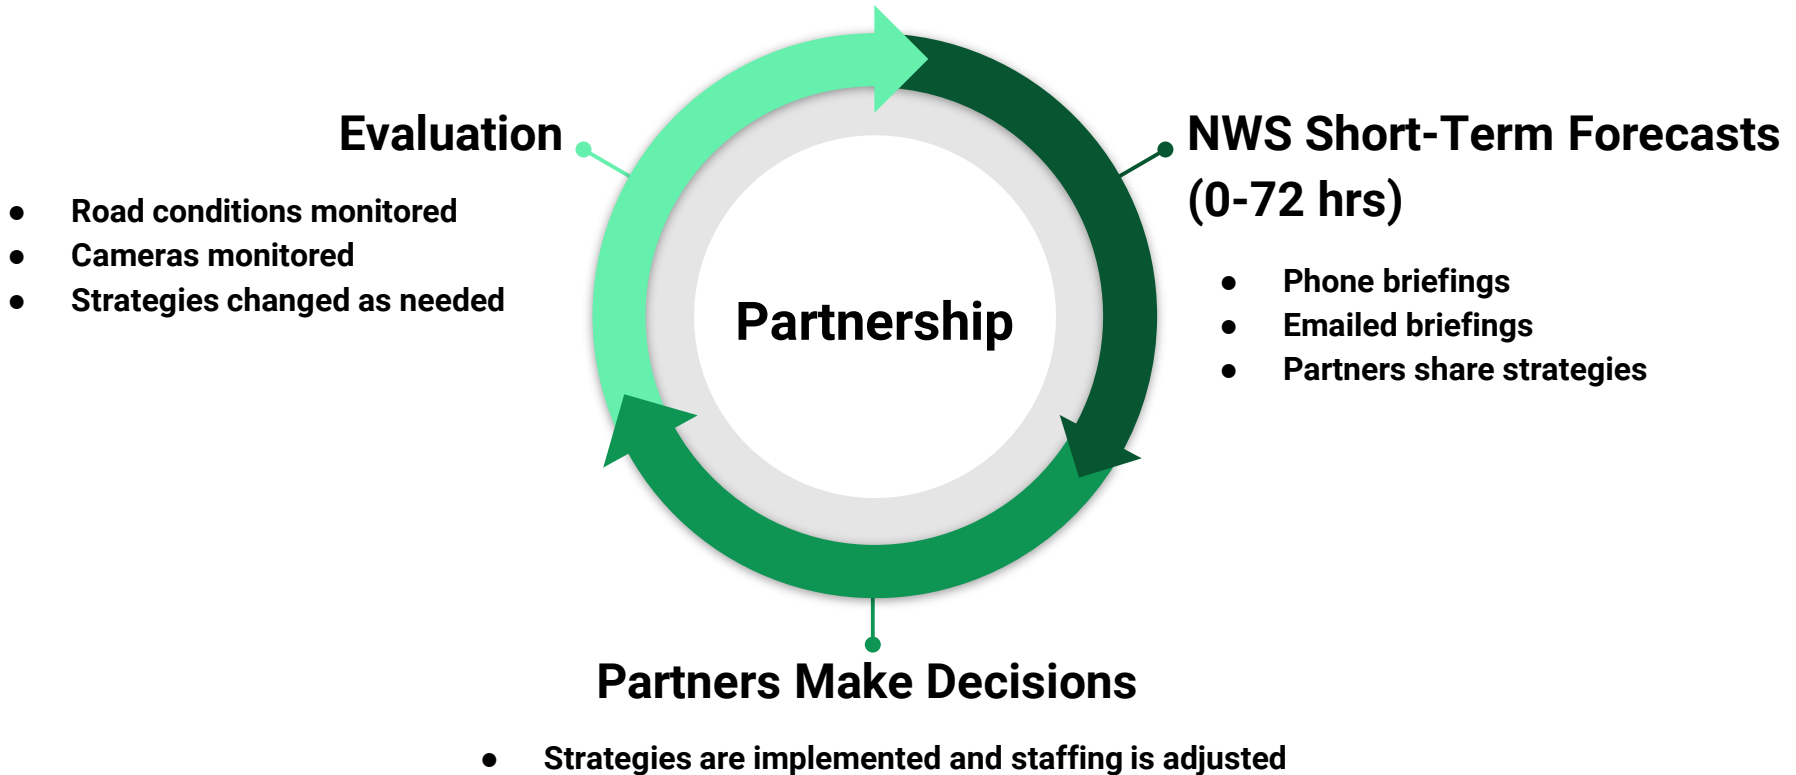 Evaluation
● Road conditions monitored
● Cameras monitored
● Strategies changed as needed
Partnership
NWS Short-Term Forecasts
(0-72 hrs)
● Phone briefings
● Emailed briefings
● Partners share strategies
Partners Make Decisions
● Strategies are implemented and staffing is adjusted